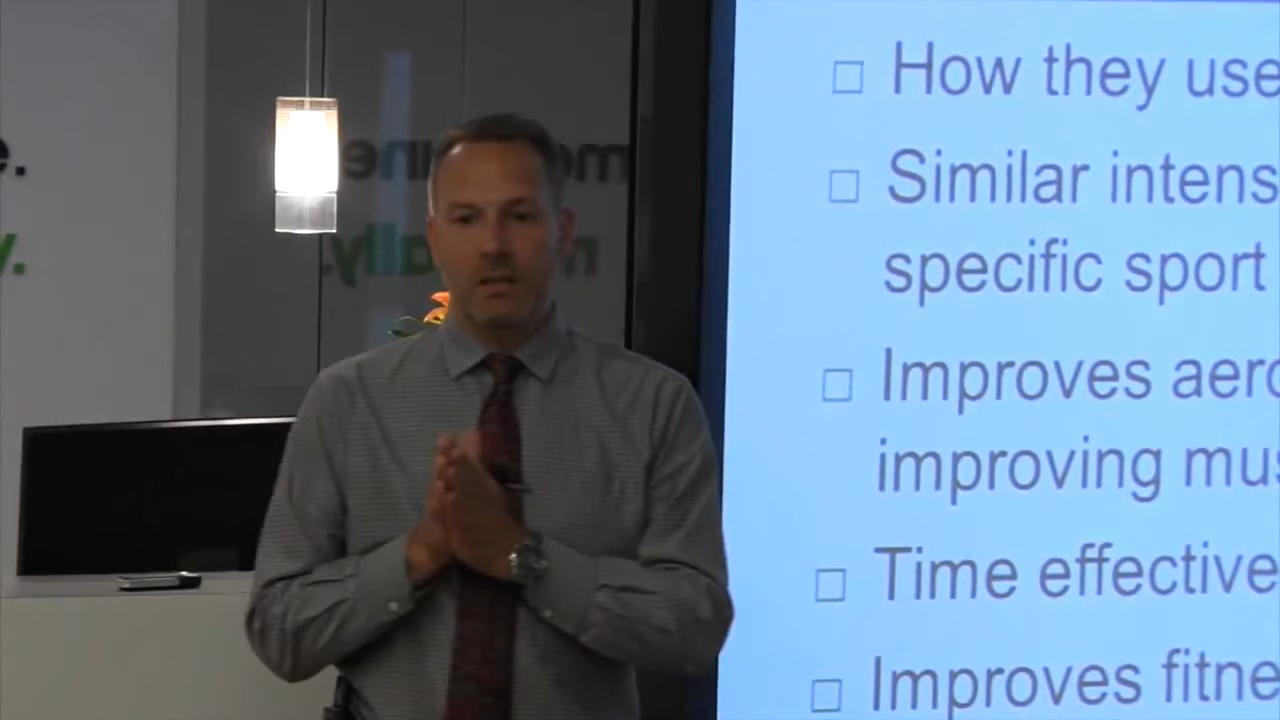 How they use
Similar intens
specific sport
Improves aero
improving mus
Time effective
Improves fitne